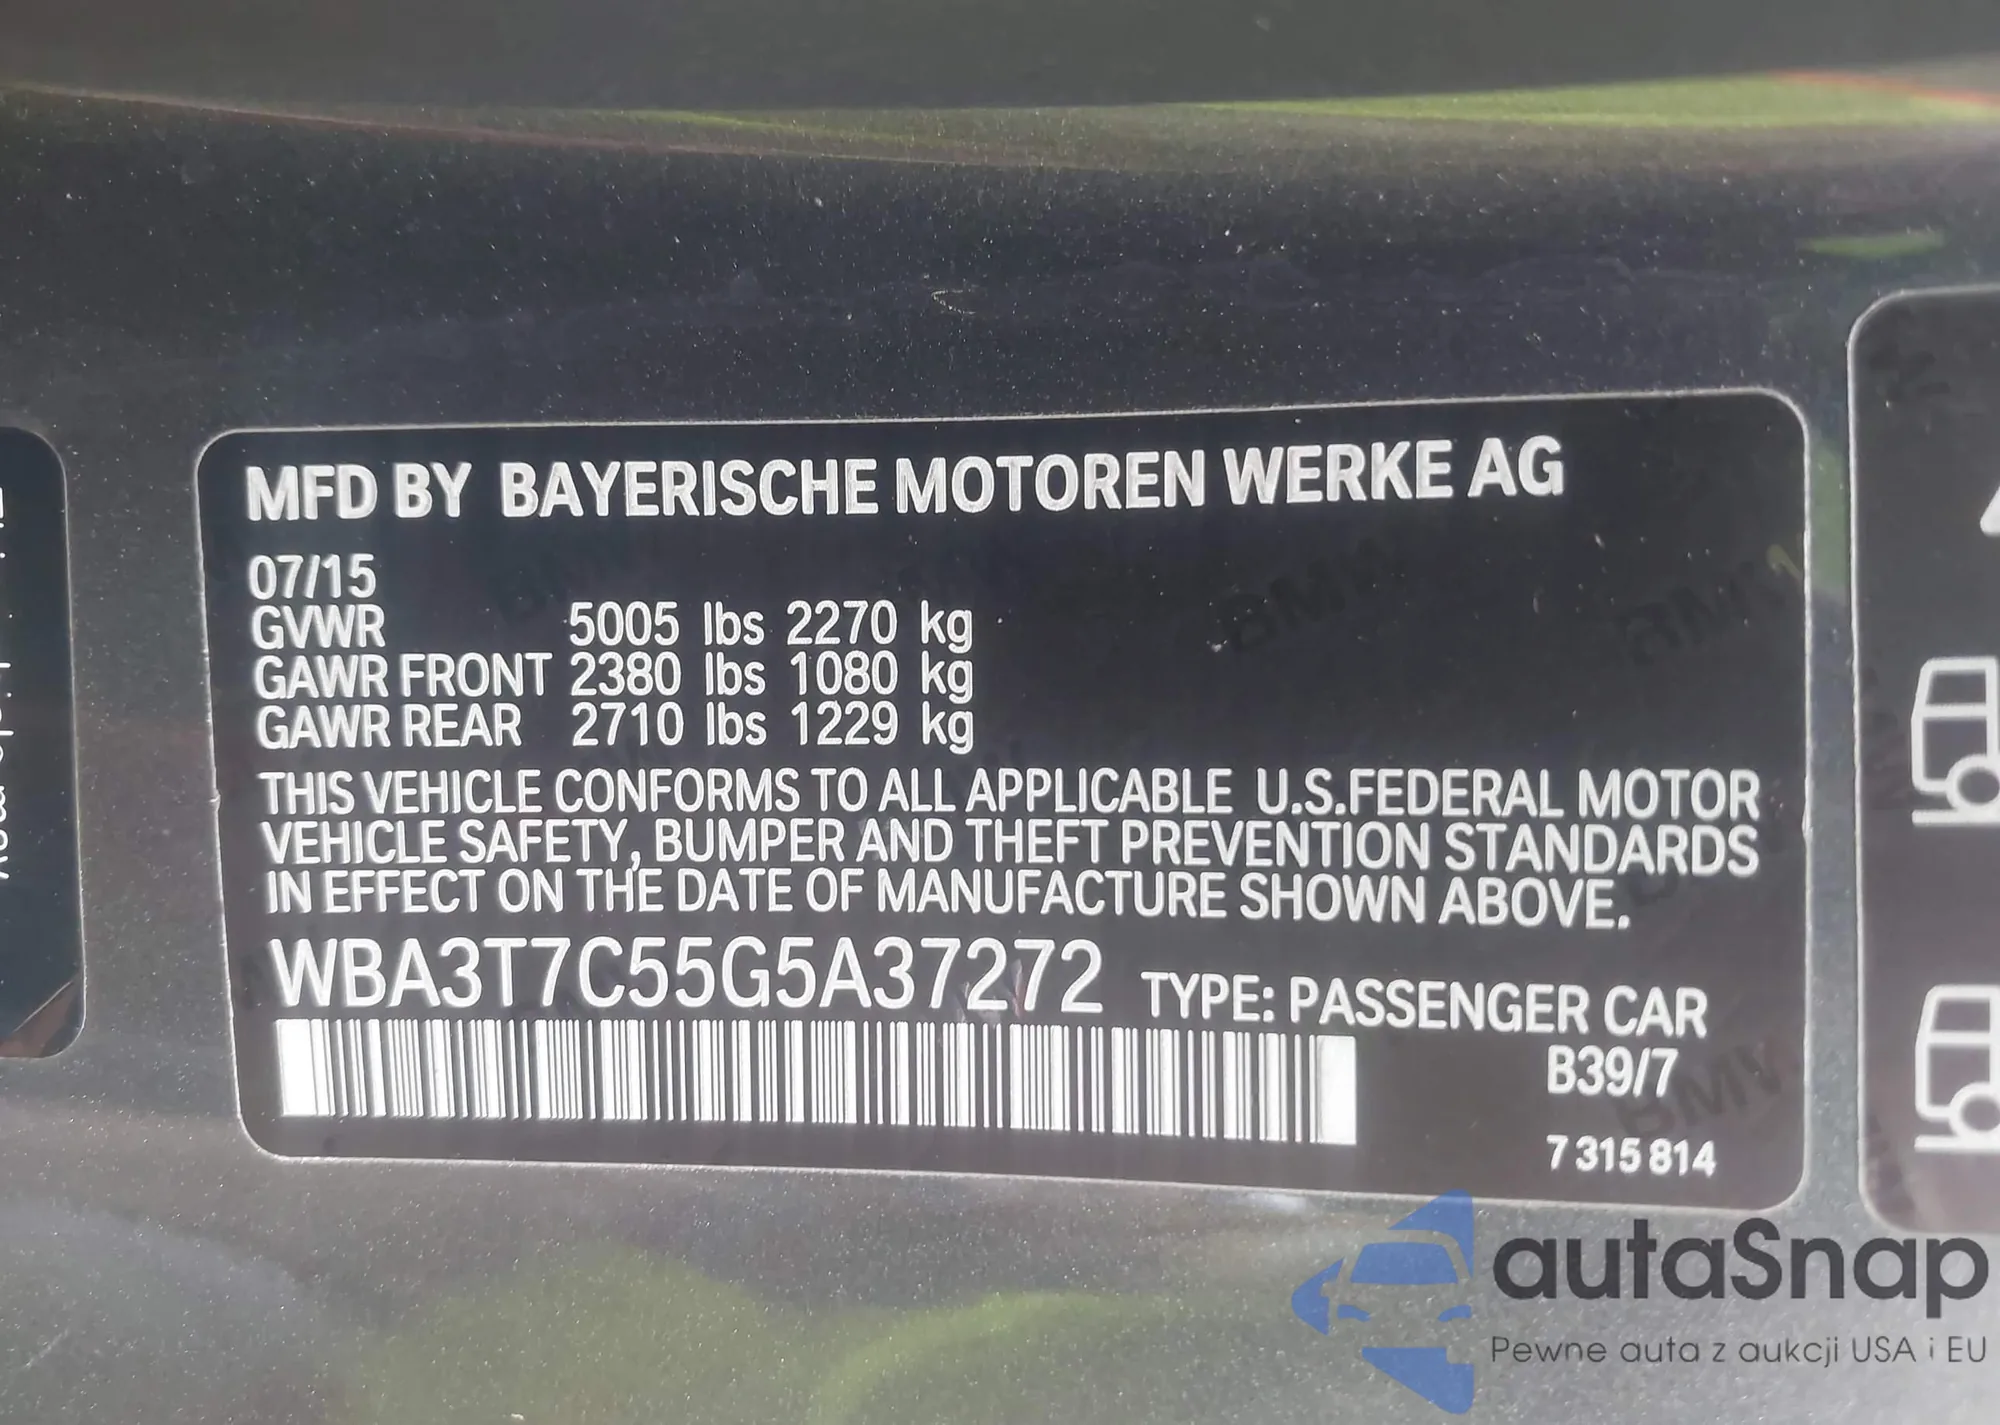 MFD BY BAYERISCHE MOTOREN WERKE AG
07/15
GVWR 5005 lbs 2270 kg
GAWR FRONT 2380 lbs 1080 kg
GAWR REAR 2710 lbs 1229 kg
THIS VEHICLE CONFORMS TO ALL APPLICABLE U.S.FEDERAL MOTOR
VEHICLE SAFETY, BUMPER AND THEFT PREVENTION STANDARDS
IN EFFECT ON THE DATE OF MANUFACTURE SHOWN ABOVE.
WBA3T7C55G5A37272 TYPE: PASSENGER CAR
B39/7
7 315 814
autaSnap
Pewne auta z aukcji USA i EU